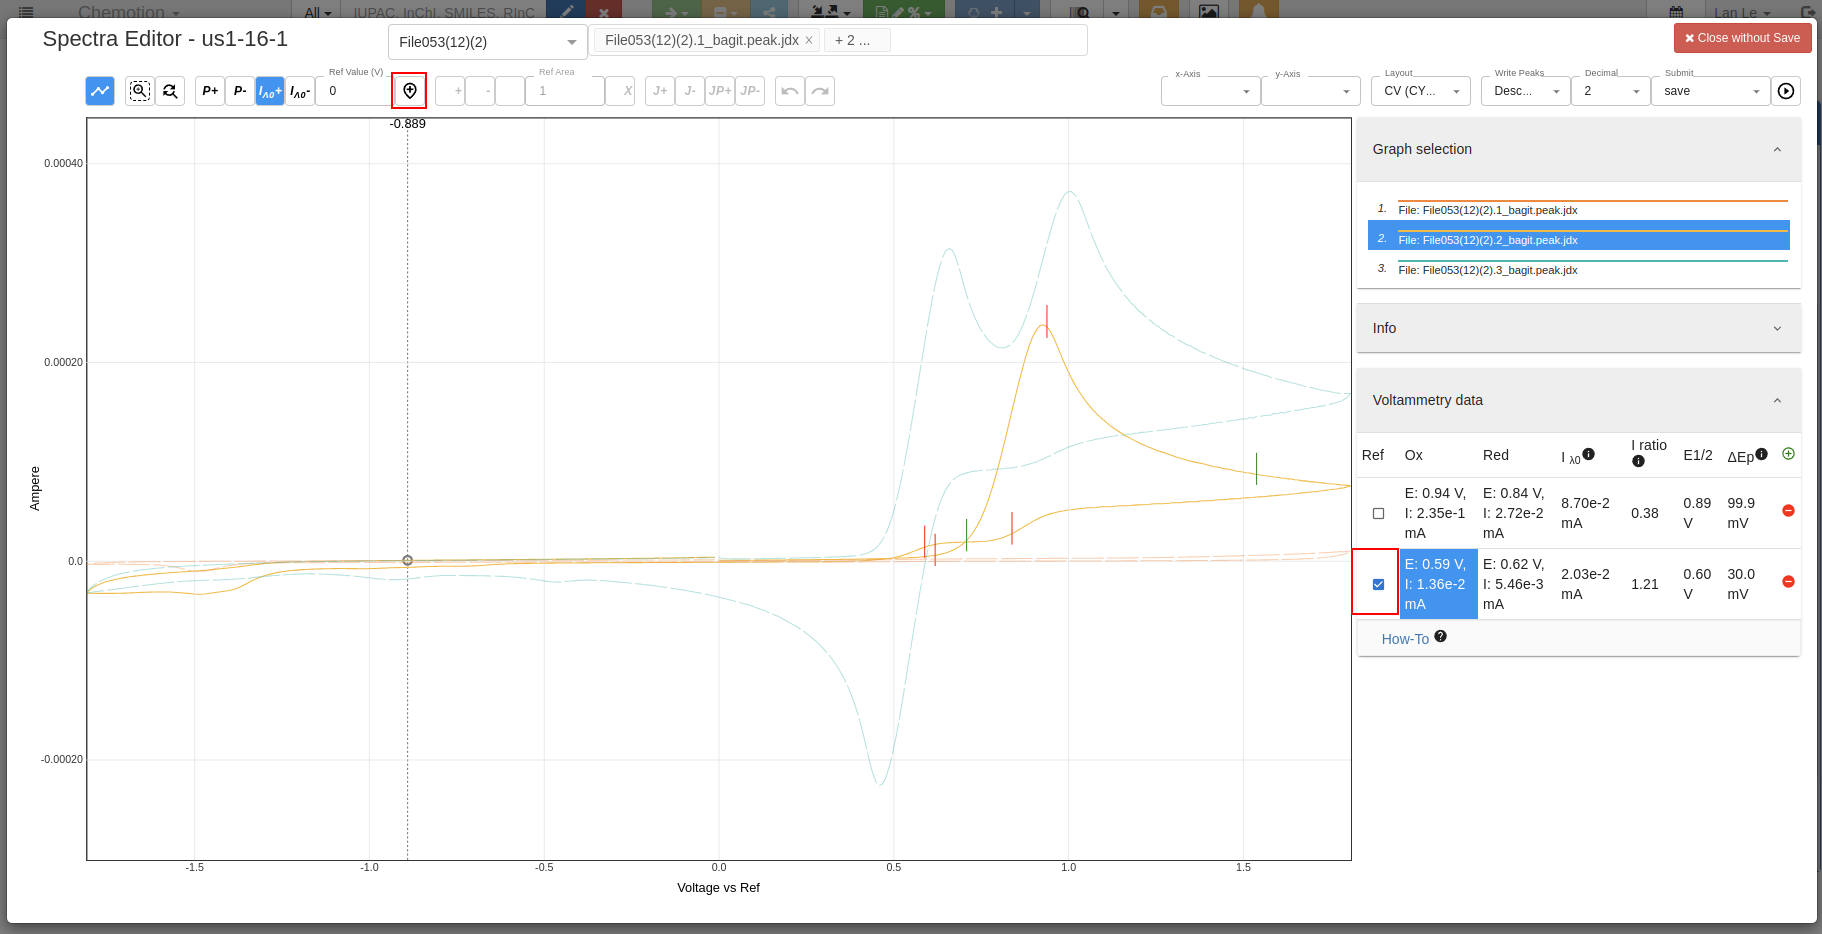 Chemotion
All
IUPAC, InChI, SMILES, RInC
Lan Le
Spectra Editor - us1-16-1
File053(12)(2)
File053(12)(2).1_bagit.peak.jdx ×
+ 2 ...
✖ Close without Save
P+
P-
I λ0 +
I λ0 -
Ref Value (V)
0
+
-
Ref Area
1
X
J+
J-
JP+
JP-
x-Axis
y-Axis
Layout
CV (CY...
Write Peaks
Desc...
Decimal
2
Submit
save
-0.889
0.00040
0.00020
0.0
-0.00020
Ampere
-1.5
-1.0
-0.5
0.0
0.5
1.0
1.5
Voltage vs Ref
Graph selection
1.
File: File053(12)(2).1_bagit.peak.jdx
2.
File: File053(12)(2).2_bagit.peak.jdx
3.
File: File053(12)(2).3_bagit.peak.jdx
Info
Voltammetry data
Ref Ox Red I λ0 I ratio E1/2 ΔEp
E: 0.94 V, I: 2.35e-1 mA
E: 0.84 V, I: 2.72e-2 mA
8.70e-2 mA
0.38
0.89 V
99.9 mV
E: 0.59 V, I: 1.36e-2 mA
E: 0.62 V, I: 5.46e-3 mA
2.03e-2 mA
1.21
0.60 V
30.0 mV
How-To